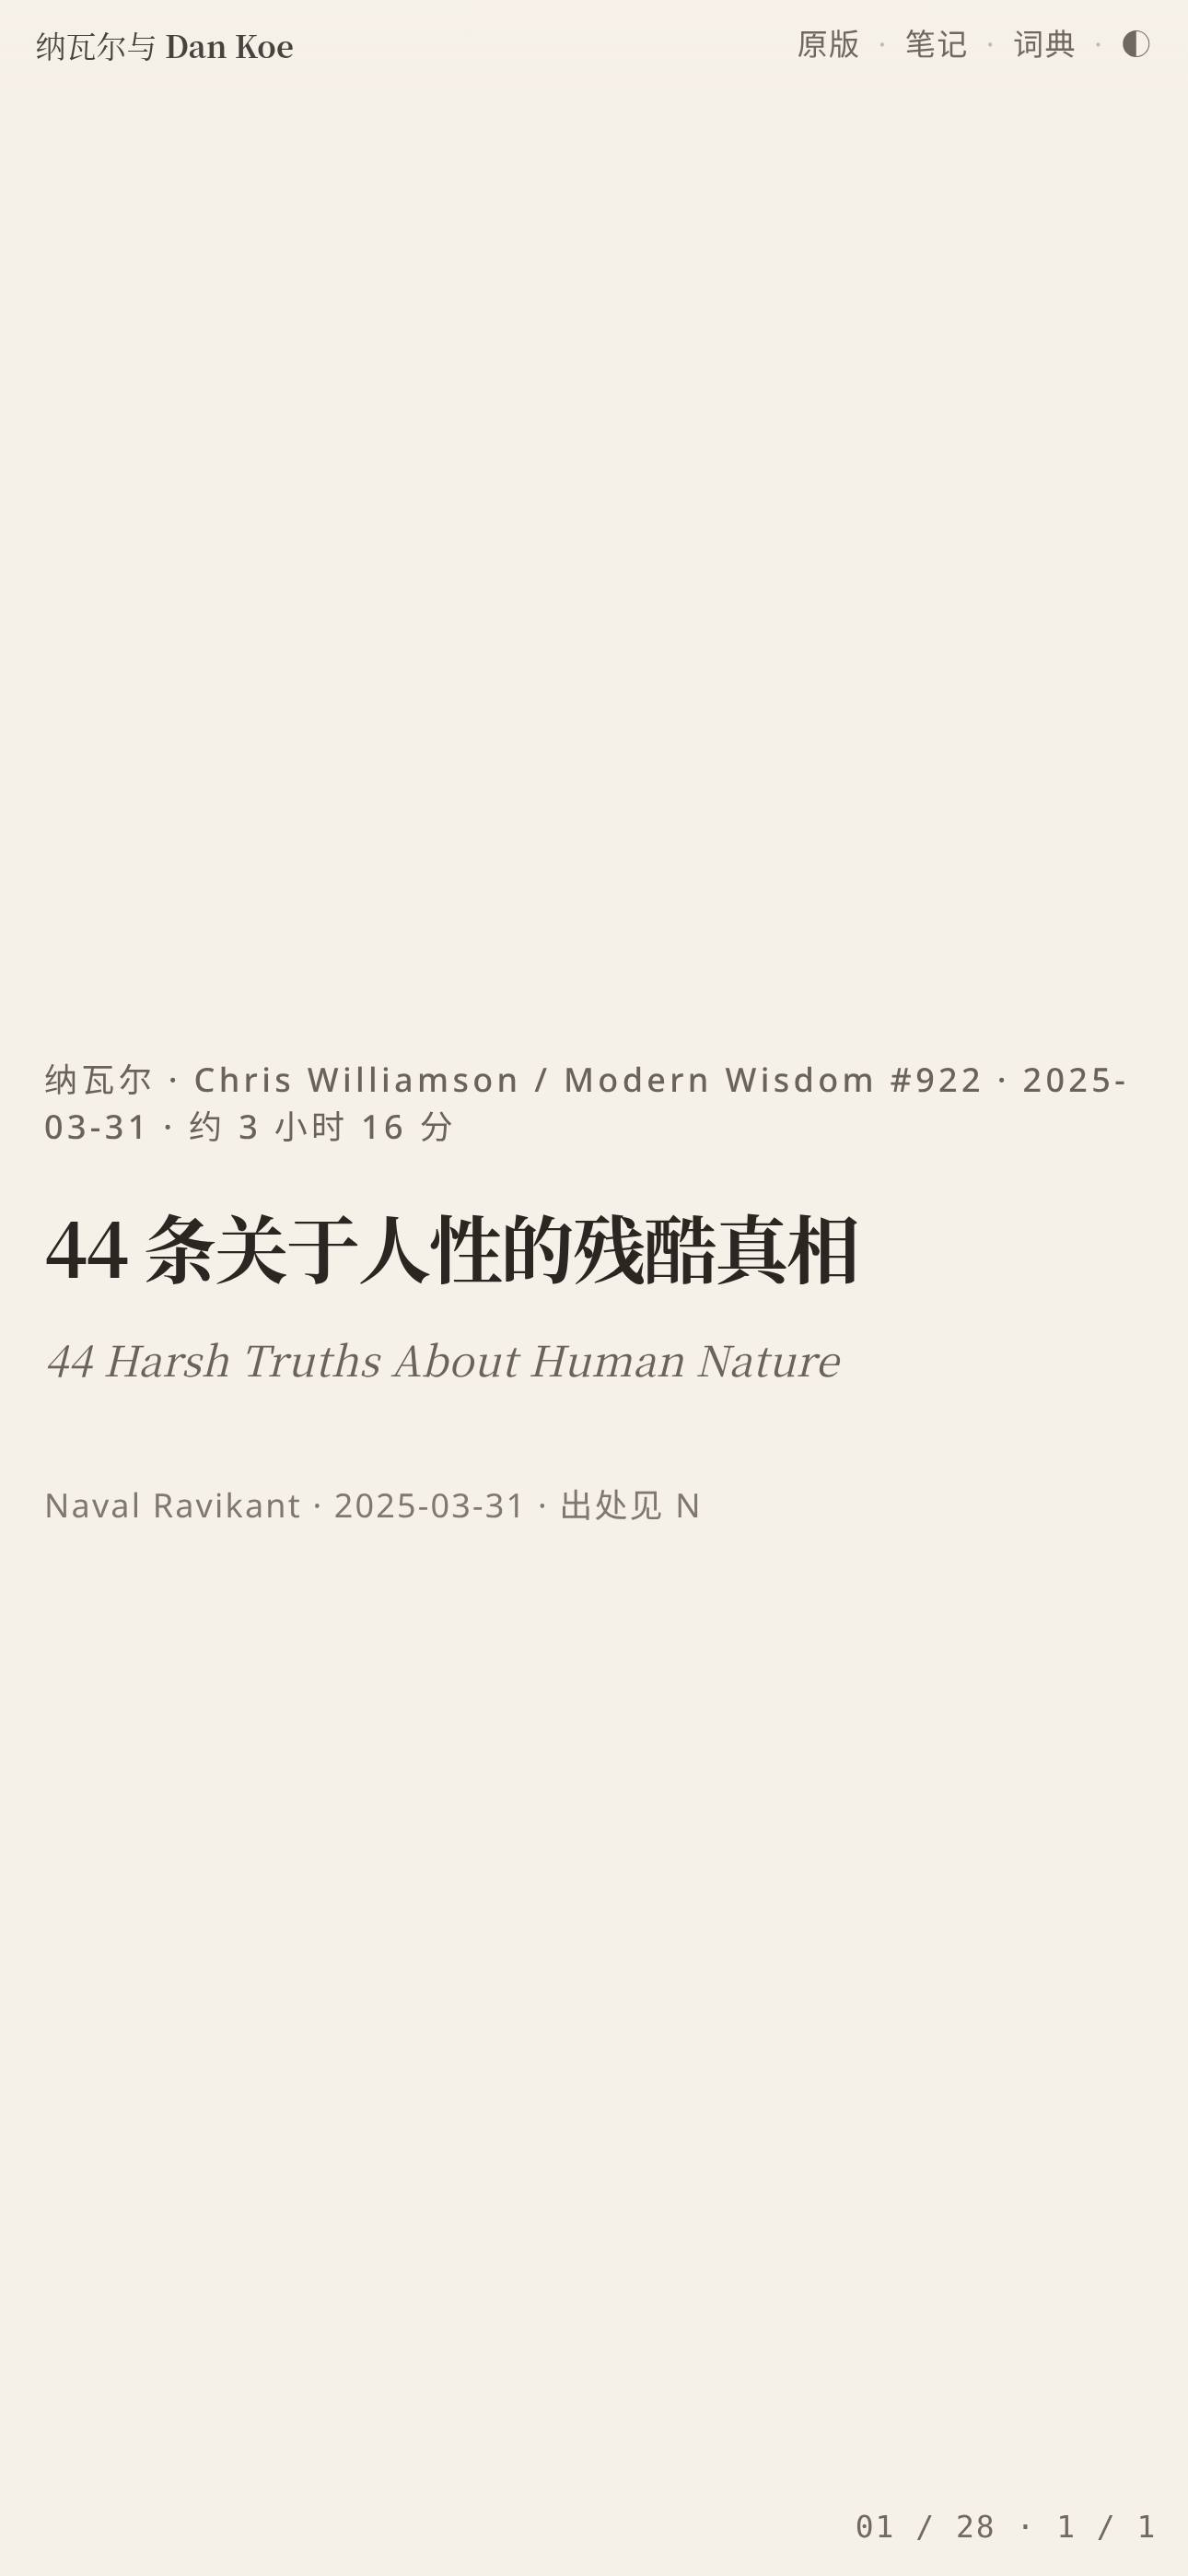 纳瓦尔与 Dan Koe
原版 · 笔记 · 词典 · ◐
纳瓦尔 · Chris Williamson / Modern Wisdom #922 · 2025-
03-31 · 约 3 小时 16 分
44 条关于人性的残酷真相
44 Harsh Truths About Human Nature
Naval Ravikant · 2025-03-31 · 出处见 N
01 / 28 · 1 / 1